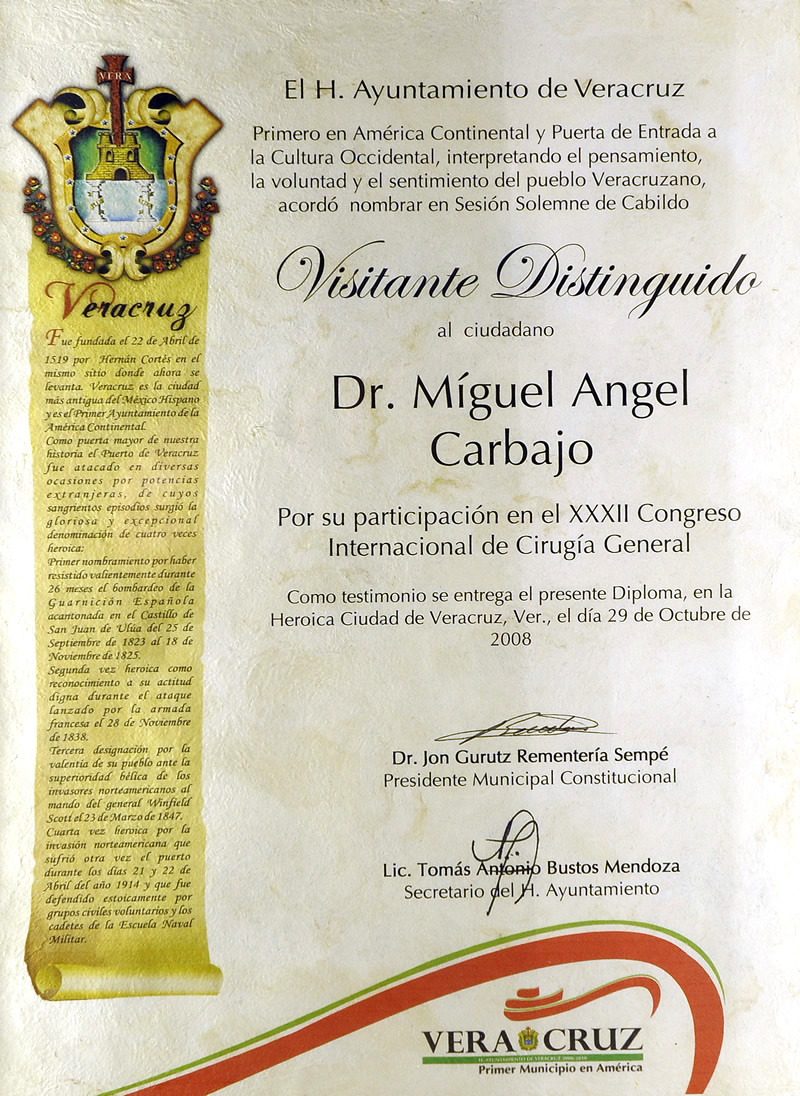 VERA
Veracruz
Fue fundada el 22 de Abril de
1519 por Hernán Cortés en el
mismo sitio donde ahora se
levanta. Veracruz es la ciudad
más antigua del México Hispano
y es el Primer Ayuntamiento de la
América Continental.
Como puerta mayor de nuestra
historia el Puerto de Veracruz
fue atacado en diversas
ocasiones por potencias
extranjeras, de cuyos
sangrientos episodios surgió la
gloriosa y excepcional
denominación de cuatro veces
heroica:
Primer nombramiento por haber
resistido valientemente durante
26 meses el bombardeo de la
Guarnición Española
acantonada en el Castillo de
San Juan de Ulúa del 25 de
Septiembre de 1823 al 18 de
Noviembre de 1825.
Segunda vez heroica como
reconocimiento a su actitud
digna durante el ataque
lanzado por la armada
francesa el 28 de Noviembre
de 1838.
Tercera designación por la
valentía de su pueblo ante la
superioridad bélica de los
invasores norteamericanos al
mando del general Winfield
Scott el 23 de Marzo de 1847.
Cuarta vez heroica por la
invasión norteamericana que
sufrió otra vez el puerto
durante los días 21 y 22 de
Abril del año 1914 y que fue
defendido estoicamente por
grupos civiles voluntarios y los
cadetes de la Escuela Naval
Militar.
El H. Ayuntamiento de Veracruz
Primero en América Continental y Puerta de Entrada a
la Cultura Occidental, interpretando el pensamiento,
la voluntad y el sentimiento del pueblo Veracruzano,
acordó nombrar en Sesión Solemne de Cabildo
Visitante Distinguido
al ciudadano
Dr. Míguel Angel
Carbajo
Por su participación en el XXXII Congreso
Internacional de Cirugía General
Como testimonio se entrega el presente Diploma, en la
Heroica Ciudad de Veracruz, Ver., el día 29 de Octubre de
2008
Dr. Jon Gurutz Rementería Sempé
Presidente Municipal Constitucional
Lic. Tomás Antonio Bustos Mendoza
Secretario del H. Ayuntamiento
VERACRUZ
H. AYUNTAMIENTO DE VERACRUZ 2008-2010
Primer Municipio en América